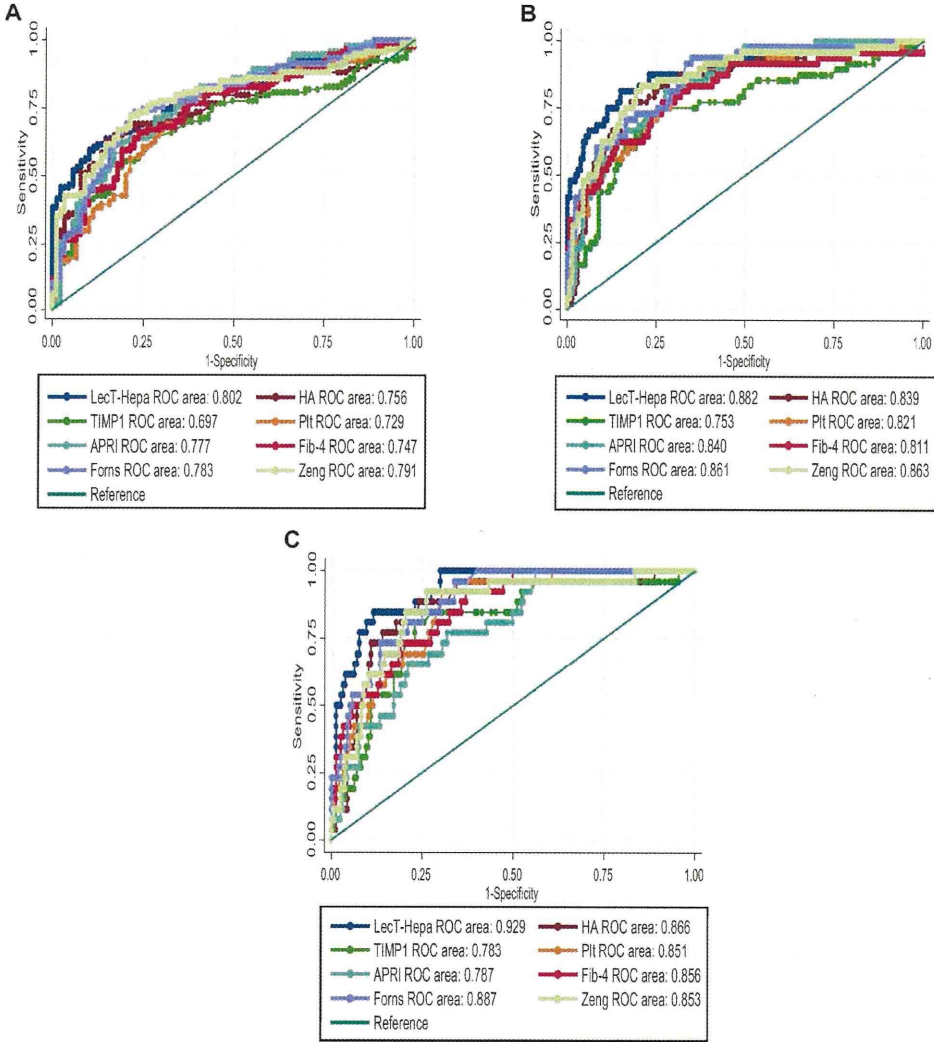 A
1.00
0.75
0.50
0.25
0.00
Sensitivity
0.00 0.25 0.50 0.75 1.00
1-Specificity
LecT-Hepa ROC area: 0.802 HA ROC area: 0.756
TIMP1 ROC area: 0.697 Plt ROC area: 0.729
APRI ROC area: 0.777 Fib-4 ROC area: 0.747
Forns ROC area: 0.783 Zeng ROC area: 0.791
Reference
B
1.00
0.75
0.50
0.25
0.00
Sensitivity
0.00 0.25 0.50 0.75 1.00
1-Specificity
LecT-Hepa ROC area: 0.882 HA ROC area: 0.839
TIMP1 ROC area: 0.753 Plt ROC area: 0.821
APRI ROC area: 0.840 Fib-4 ROC area: 0.811
Forns ROC area: 0.861 Zeng ROC area: 0.863
Reference
C
1.00
0.75
0.50
0.25
0.00
Sensitivity
0.00 0.25 0.50 0.75 1.00
1-Specificity
LecT-Hepa ROC area: 0.929 HA ROC area: 0.866
TIMP1 ROC area: 0.783 Plt ROC area: 0.851
APRI ROC area: 0.787 Fib-4 ROC area: 0.856
Forns ROC area: 0.887 Zeng ROC area: 0.853
Reference